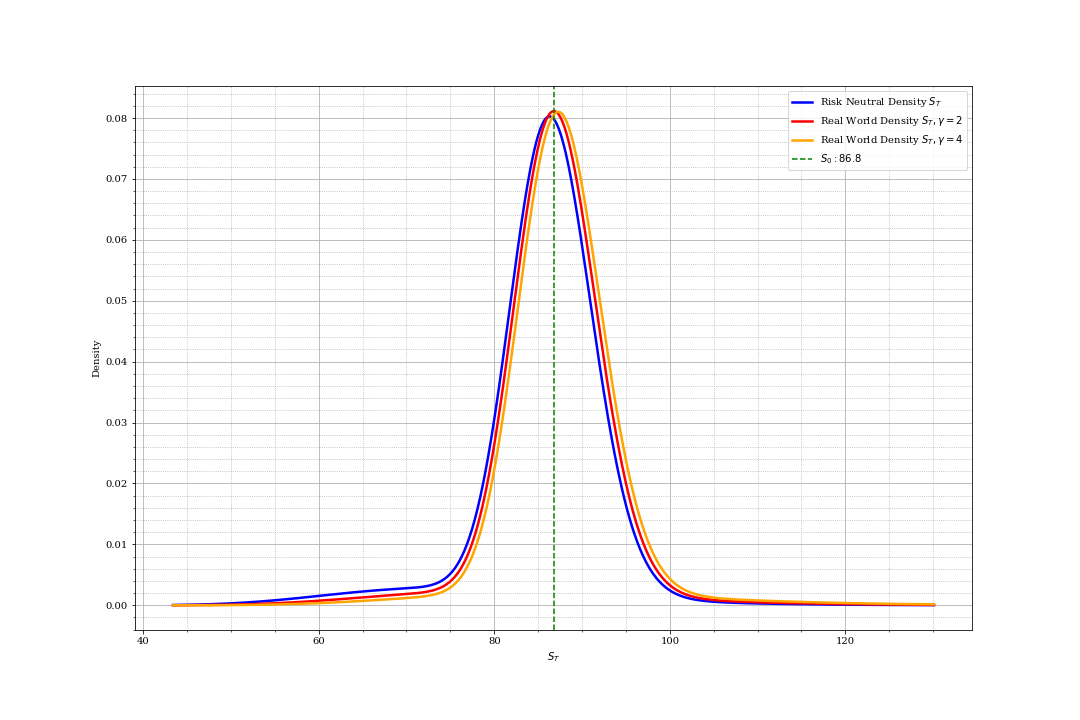 Risk Neutral Density $S_T$
Real World Density $S_T, \gamma = 2$
Real World Density $S_T, \gamma = 4$
$S_0 : 86.8$
0.08
0.07
0.06
0.05
0.04
0.03
0.02
0.01
0.00
Density
40 60 80 100 120
$S_T$